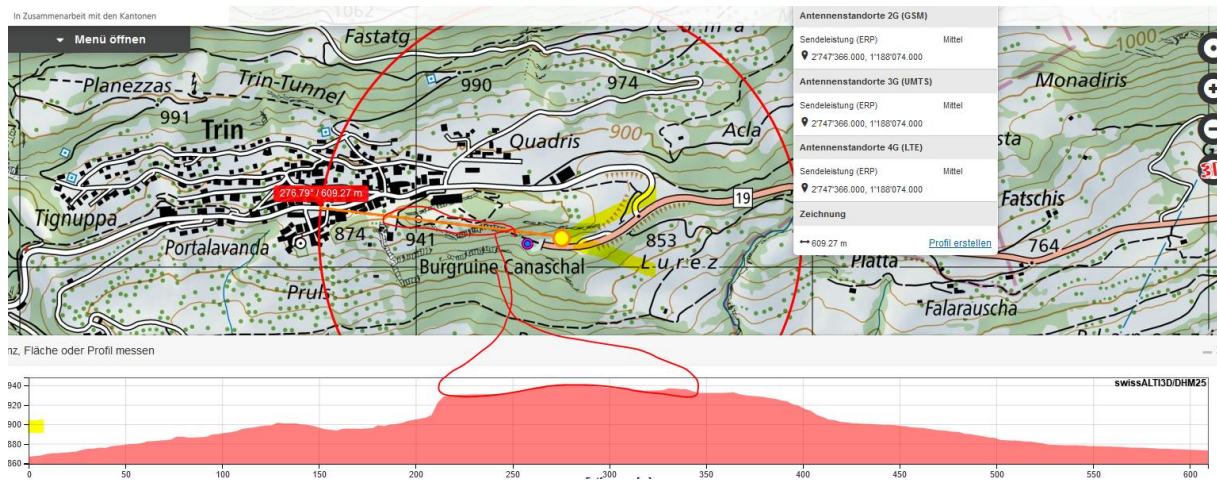 In Zusammenarbeit mit den Kantonen
Menü öffnen
1062
Fastatg
Planezzas
Trin-Tunnel
991
990
974
Trin
Quadris
900
Acla
276.79° / 609.27 m
Tignuppa
Portalavanda
874
941
Burgruine Canaschal
853
Lurez
19
Pruls
Antennenstandorte 2G (GSM)
Sendeleistung (ERP) Mittel
2'747'366.000, 1'188'074.000
Antennenstandorte 3G (UMTS)
Sendeleistung (ERP) Mittel
2'747'366.000, 1'188'074.000
Antennenstandorte 4G (LTE)
Sendeleistung (ERP) Mittel
2'747'366.000, 1'188'074.000
Zeichnung
609.27 m Profil erstellen
1000
Monadiris
sta
Fatschis
764
Platta
Falarauscha
nz, Fläche oder Profil messen
swissALTI3D/DHM25
940
920
900
880
860
0 50 100 150 200 250 300 350 400 450 500 550 600